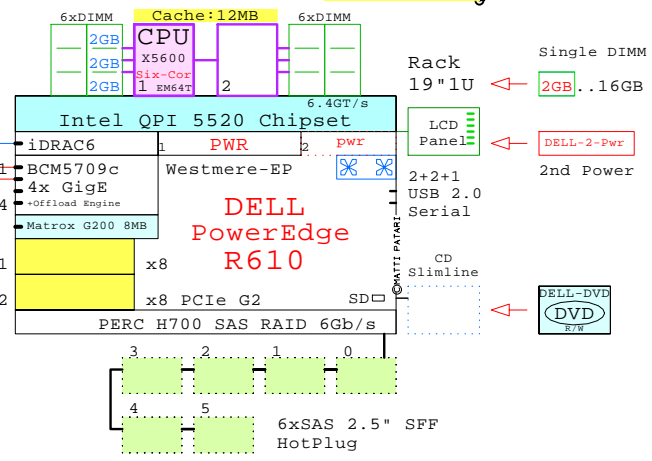 Cache:12MB
6xDIMM
6xDIMM
2GB
2GB
2GB
CPU
X5600
Six-Cor
1 EM64T
2
Rack
19"1U
Single DIMM
2GB..16GB
6.4GT/s
Intel QPI 5520 Chipset
LCD
Panel
iDRAC6
1 PWR
2 pwr
DELL-2-Pwr
2nd Power
1
BCM5709c
4x GigE
4
+Offload Engine
Matrox G200 8MB
Westmere-EP
2+2+1
USB 2.0
Serial
DELL
PowerEdge
R610
©MATTI PATARI
1
x8
2
x8 PCIe G2
SD
CD
Slimline
DELL-DVD
DVD
R/W
PERC H700 SAS RAID 6Gb/s
3
2
1
0
4
5
6xSAS 2.5" SFF
HotPlug